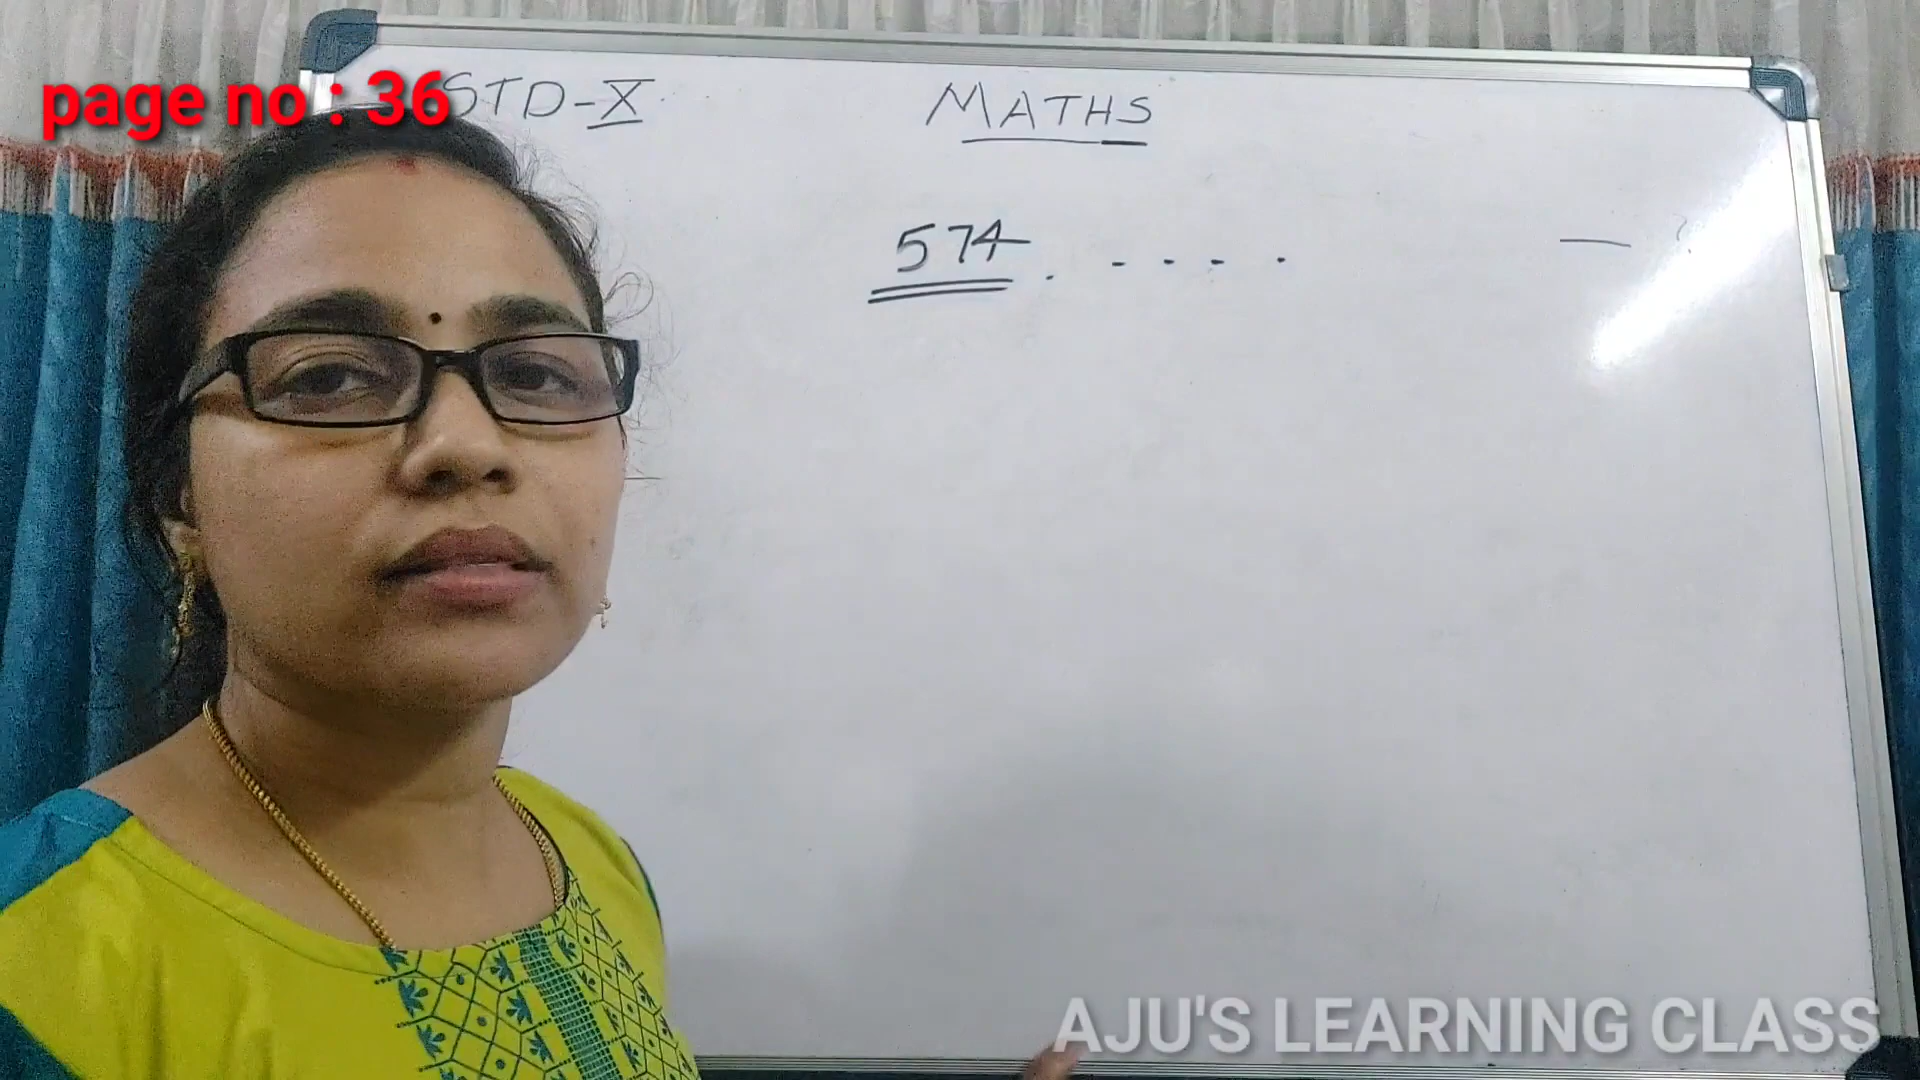 page no : 36
STD-X
MATHS
574. - - - - .
— ?
AJU'S LEARNING CLASS